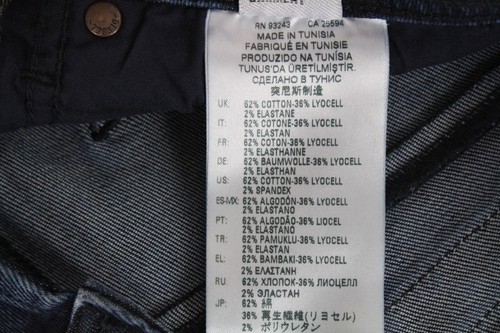 RN 93243 CA 25594
MADE IN TUNISIA
FABRIQUÉ EN TUNISIE
PRODUZIDO NA TUNÍSIA
TUNUS'DA ÜRETİLMİŞTİR.
СДЕЛАНО В ТУНИС
突尼斯制造
UK: 62% COTTON-36% LYOCELL
2% ELASTANE
IT: 62% COTONE-36% LYOCELL
2% ELASTAN
FR: 62% COTON-36% LYOCELL
2% ELASTHANNE
DE: 62% BAUMWOLLE-36% LYOCELL
2% ELASTHAN
US: 62% COTTON-36% LYOCELL
2% SPANDEX
ES-MX: 62% ALGODÓN-36% LYOCELL
2% ELASTANO
PT: 62% ALGODÃO-36% LIOCEL
2% ELASTANO
TR: 62% PAMUKLU-36% LYOCELL
2% ELASTAN
EL: 62% BAMBAKI-36% LYOCELL
2% ΕΛΑΣΤΑΝΗ
RU: 62% ХЛОПОК-36% ЛИОЦЕЛЛ
2% ЭЛАСТАН
JP: 62% 綿
36% 再生繊維(リヨセル)
2% ポリウレタン
DIESEL